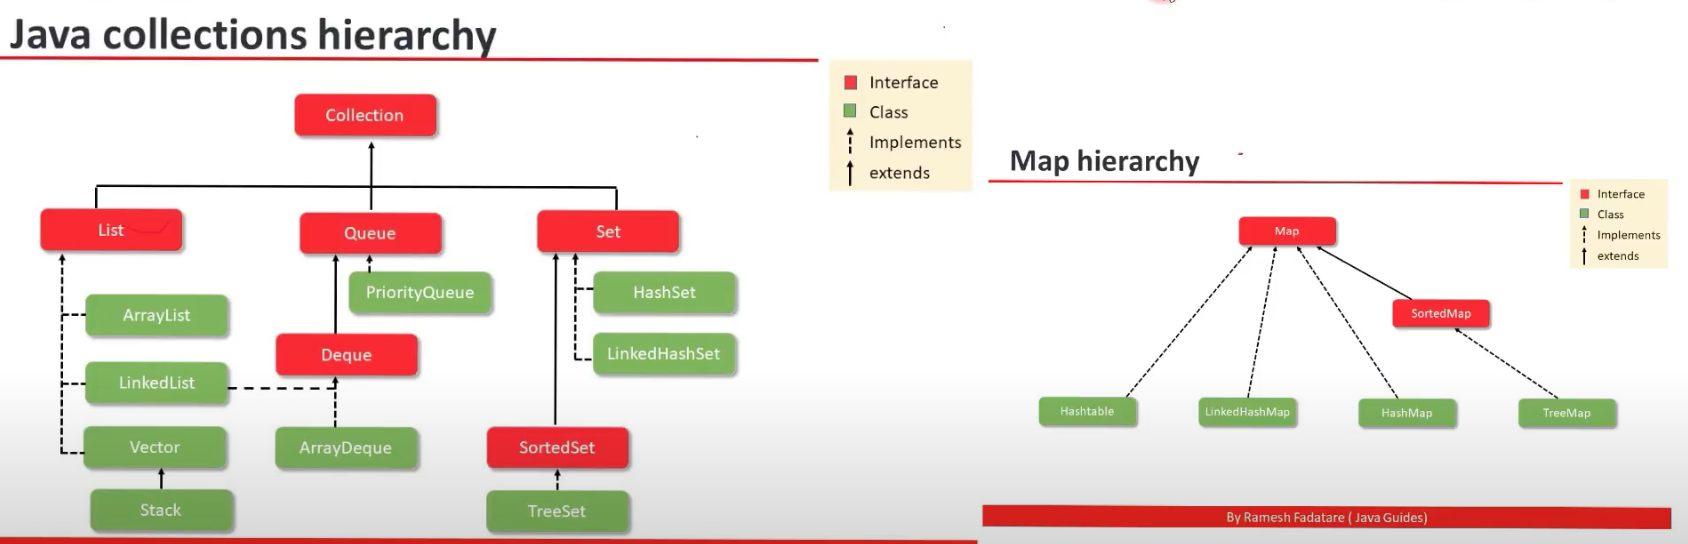 Java collections hierarchy
Interface
Class
Implements
extends
Collection
List
Queue
Set
PriorityQueue
HashSet
ArrayList
Deque
LinkedHashSet
LinkedList
Vector
ArrayDeque
SortedSet
Stack
TreeSet
Map hierarchy
Interface
Class
Implements
extends
Map
SortedMap
Hashtable
LinkedHashMap
HashMap
TreeMap
By Ramesh Fadatare ( Java Guides)